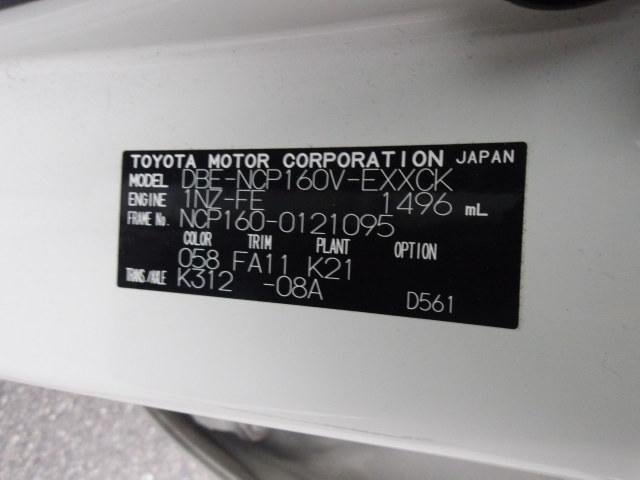 TOYOTA MOTOR CORPORATION JAPAN
MODEL DBE-NCP160V-EXXCK
ENGINE 1NZ-FE 1496 mL
FRAME No. NCP160-0121095
COLOR TRIM PLANT OPTION
058 FA11 K21
TRANS/AXLE K312 -08A
D561